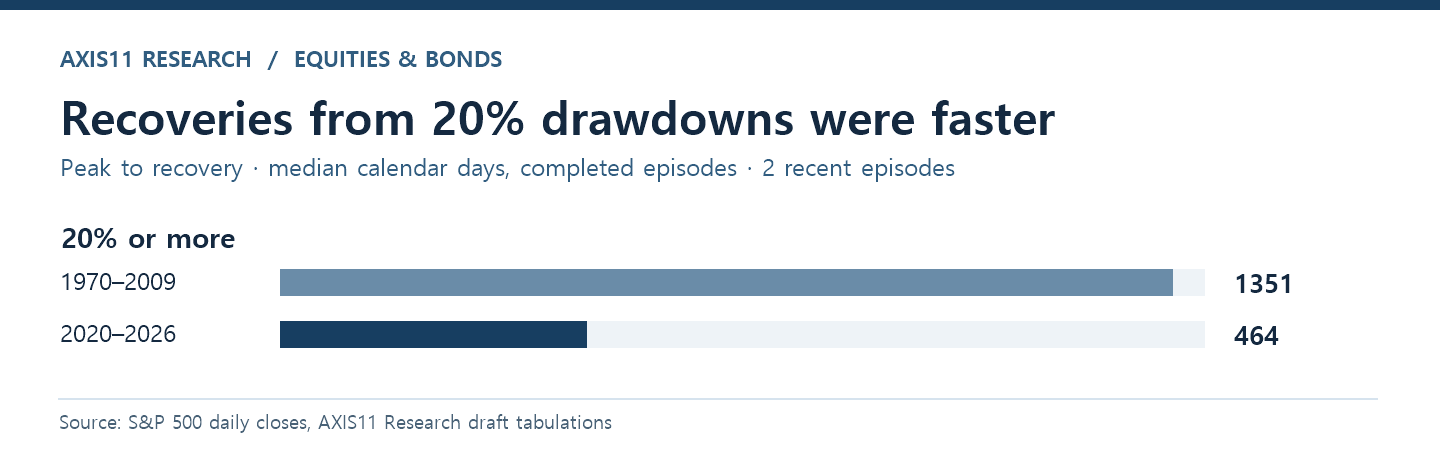 AXIS11 RESEARCH / EQUITIES & BONDS
Recoveries from 20% drawdowns were faster
Peak to recovery · median calendar days, completed episodes · 2 recent episodes
20% or more
1970–2009 1351
2020–2026 464
Source: S&P 500 daily closes, AXIS11 Research draft tabulations